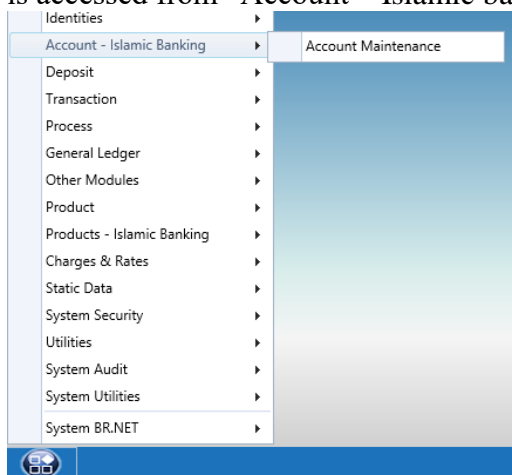 is accessed from "Account – Islamic ba
Identities
Account - Islamic Banking
Account Maintenance
Deposit
Transaction
Process
General Ledger
Other Modules
Product
Products - Islamic Banking
Charges & Rates
Static Data
System Security
Utilities
System Audit
System Utilities
System BR.NET